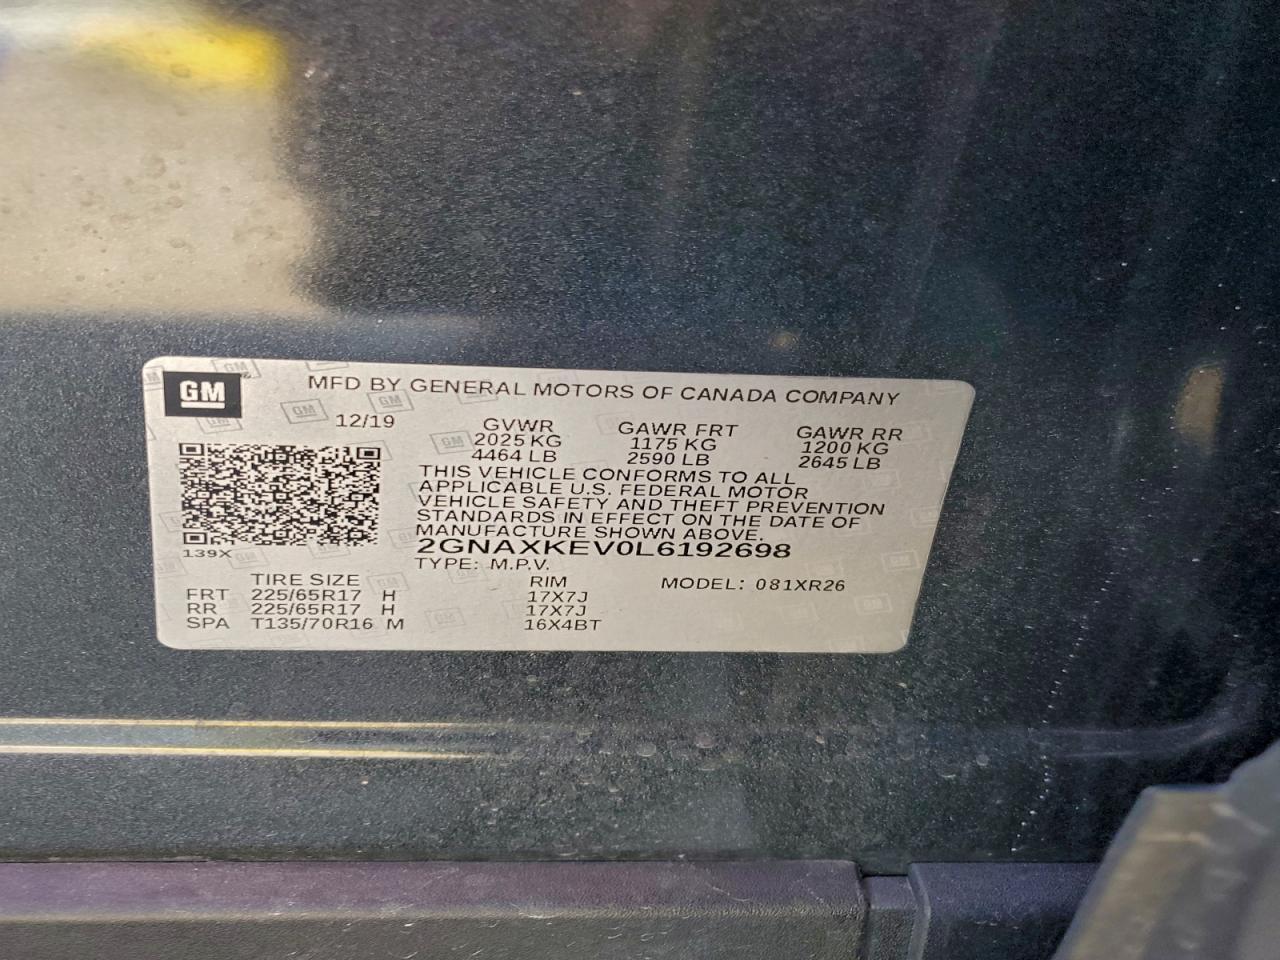 GM
MFD BY GENERAL MOTORS OF CANADA COMPANY
12/19 GVWR GAWR FRT GAWR RR
2025 KG 1175 KG 1200 KG
4464 LB 2590 LB 2645 LB
THIS VEHICLE CONFORMS TO ALL
APPLICABLE U.S. FEDERAL MOTOR
VEHICLE SAFETY AND THEFT PREVENTION
STANDARDS IN EFFECT ON THE DATE OF
MANUFACTURE SHOWN ABOVE.
139X 2GNAXKEV0L6192698
TYPE: M.P.V.
TIRE SIZE RIM MODEL: 081XR26
FRT 225/65R17 H 17X7J
RR 225/65R17 H 17X7J
SPA T135/70R16 M 16X4BT